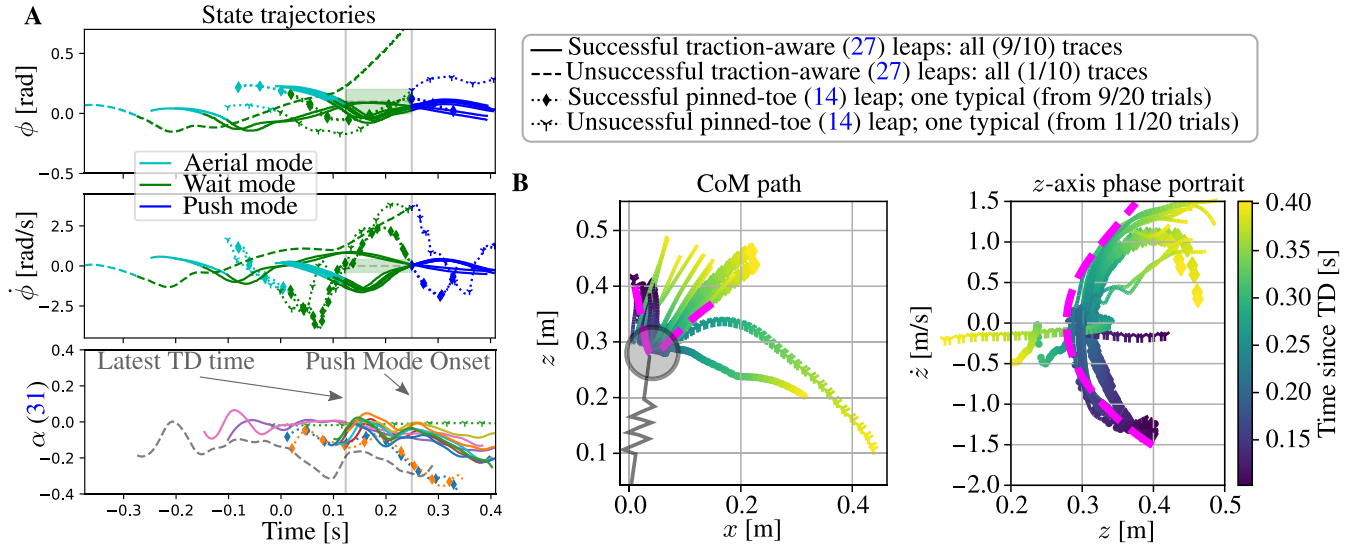 A
State trajectories
0.5
0.0
−0.5
ϕ [rad]
Aerial mode
Wait mode
Push mode
2.5
0.0
−2.5
ϕ̇ [rad/s]
0.4
0.2
0.0
−0.2
−0.4
α (31)
Latest TD time
Push Mode Onset
−0.3
−0.2
−0.1
0.0
0.1
0.2
0.3
0.4
Time [s]
Successful traction-aware (27) leaps: all (9/10) traces
Unsuccessful traction-aware (27) leaps: all (1/10) traces
Successful pinned-toe (14) leap; one typical (from 9/20 trials)
Unsucessful pinned-toe (14) leap; one typical (from 11/20 trials)
B
CoM path
0.5
0.4
0.3
0.2
0.1
z [m]
0.0
0.2
0.4
x [m]
z-axis phase portrait
1.5
1.0
0.5
0.0
−0.5
−1.0
−1.5
−2.0
ż [m/s]
0.2
0.3
0.4
0.5
z [m]
0.40
0.35
0.30
0.25
0.20
0.15
Time since TD [s]